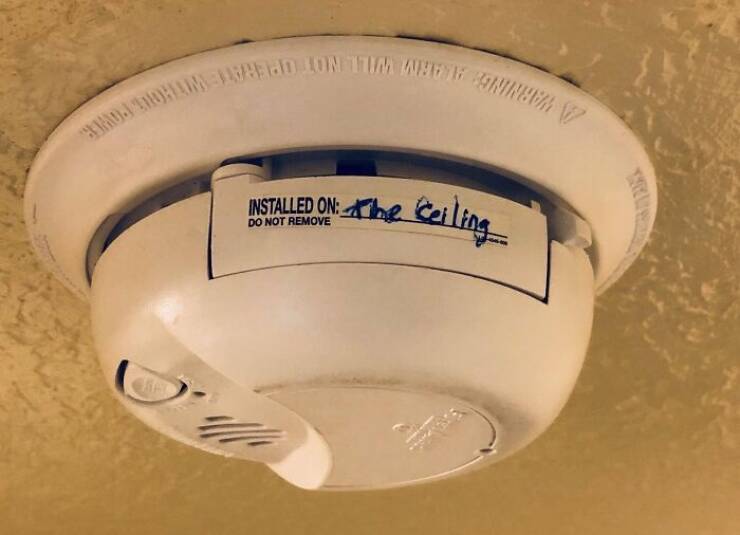 ⚠ WARNING: ALARM WILL NOT OPERATE WITHOUT POWER
INSTALLED ON: The Ceiling
DO NOT REMOVE